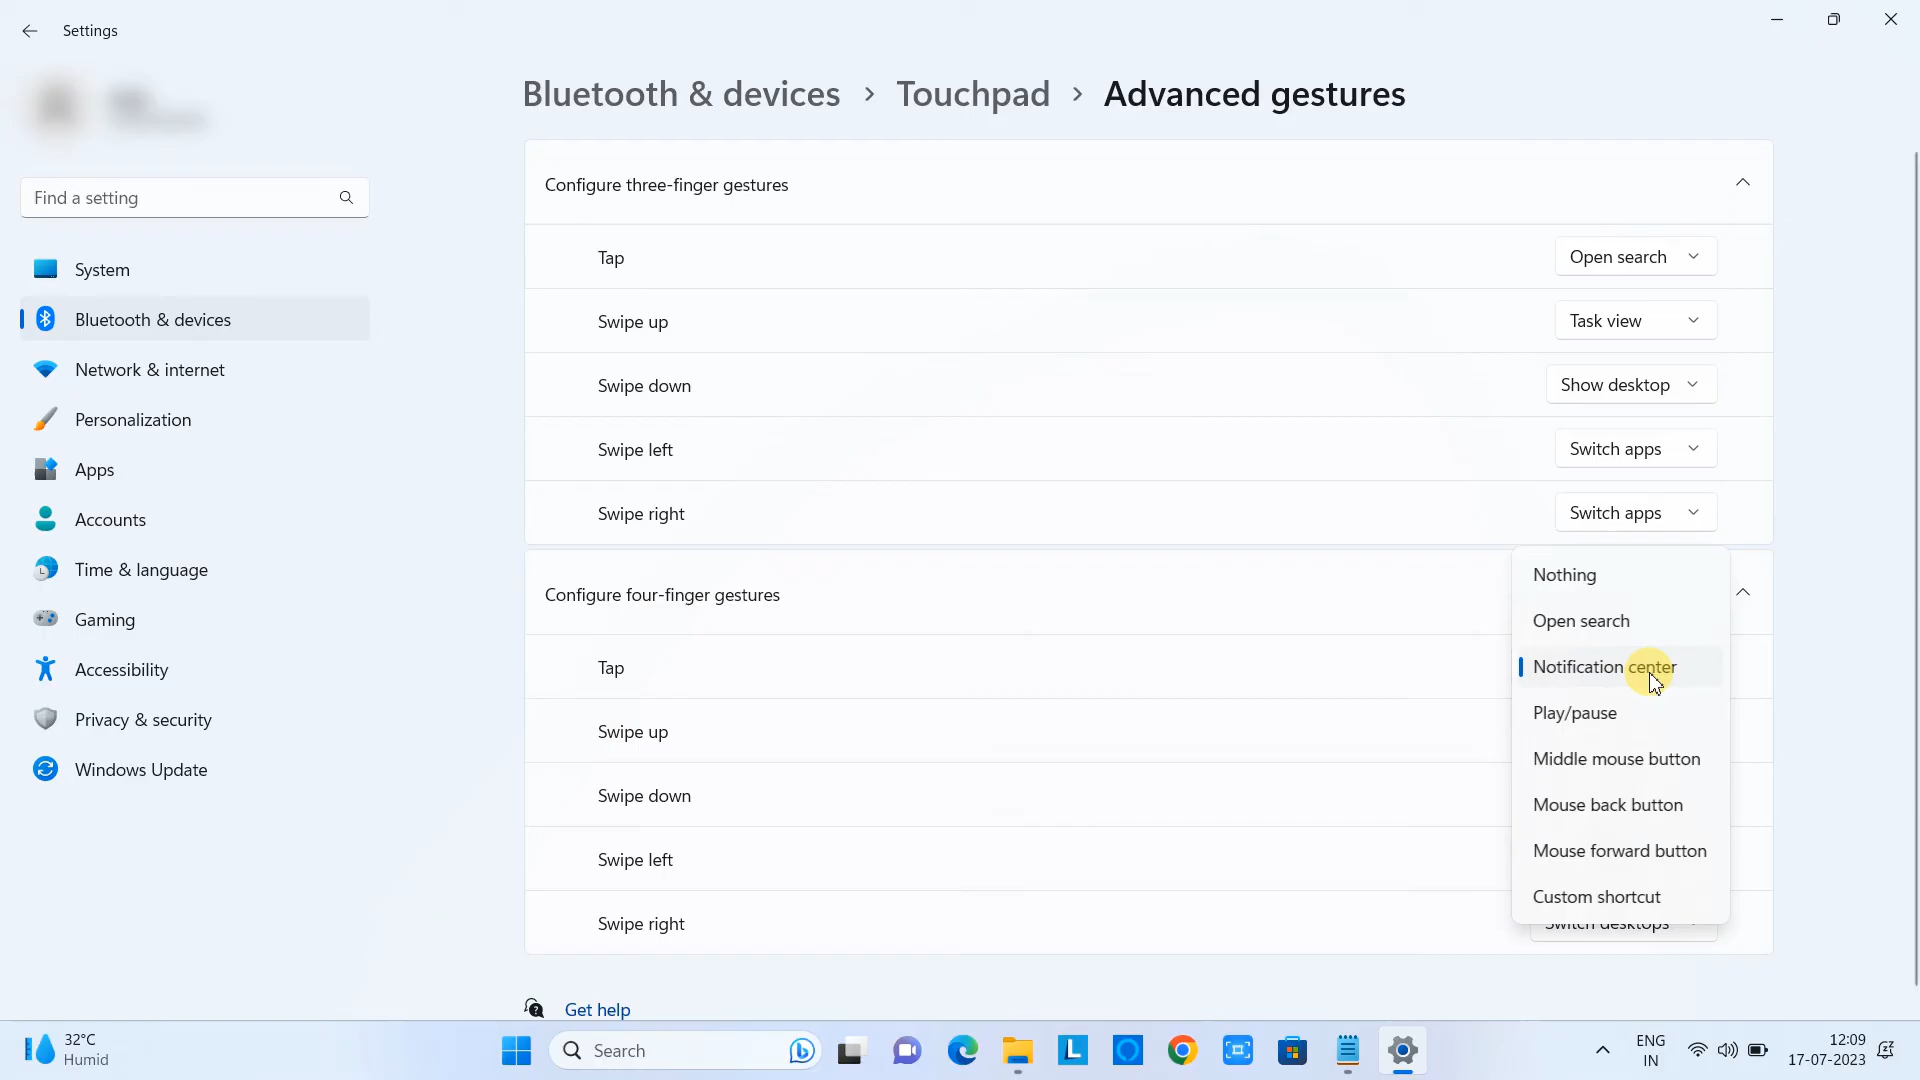 Settings
Bluetooth & devices > Touchpad > Advanced gestures
Find a setting
System
Bluetooth & devices
Network & internet
Personalization
Apps
Accounts
Time & language
Gaming
Accessibility
Privacy & security
Windows Update
Configure three-finger gestures
Tap Open search
Swipe up Task view
Swipe down Show desktop
Swipe left Switch apps
Swipe right Switch apps
Configure four-finger gestures
Tap
Swipe up
Swipe down
Swipe left
Swipe right Switch desktops
Nothing
Open search
Notification center
Play/pause
Middle mouse button
Mouse back button
Mouse forward button
Custom shortcut
Get help
32°C
Humid
Search
L
ENG
IN
12:09
17-07-2023